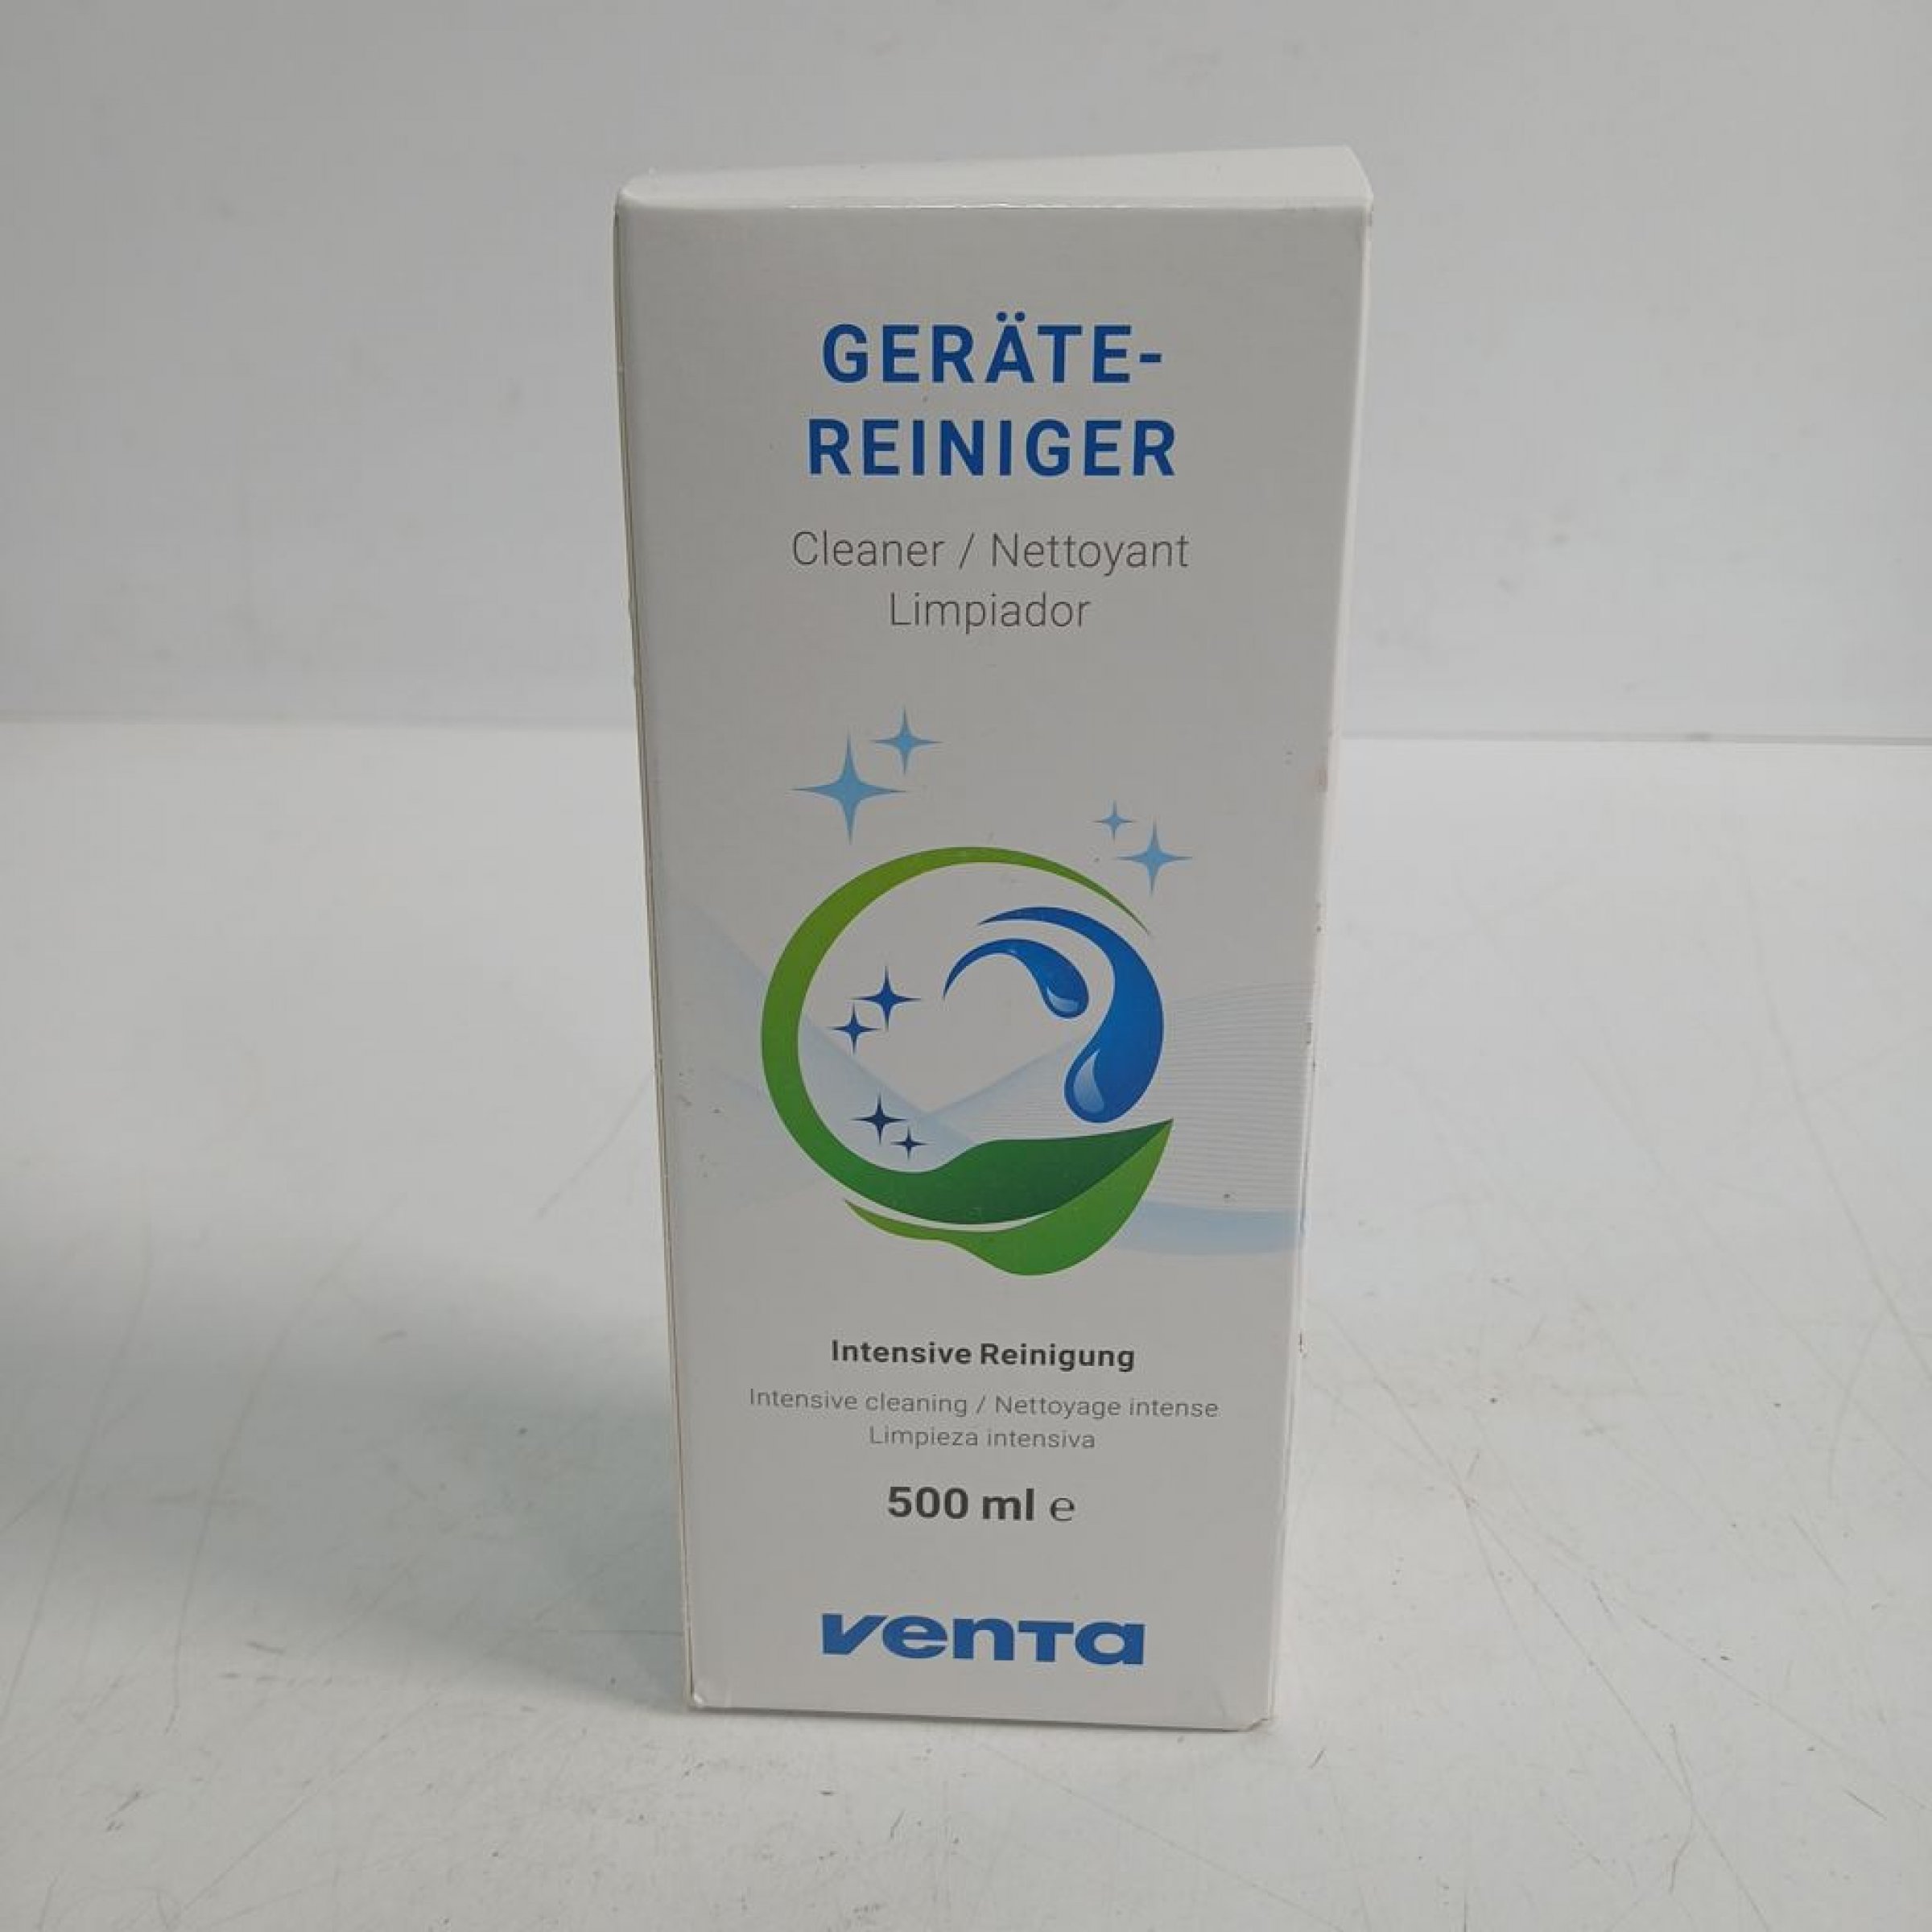 GERÄTE-
REINIGER
Cleaner / Nettoyant
Limpiador
Intensive Reinigung
Intensive cleaning / Nettoyage intense
Limpieza intensiva
500 ml ℮
venta